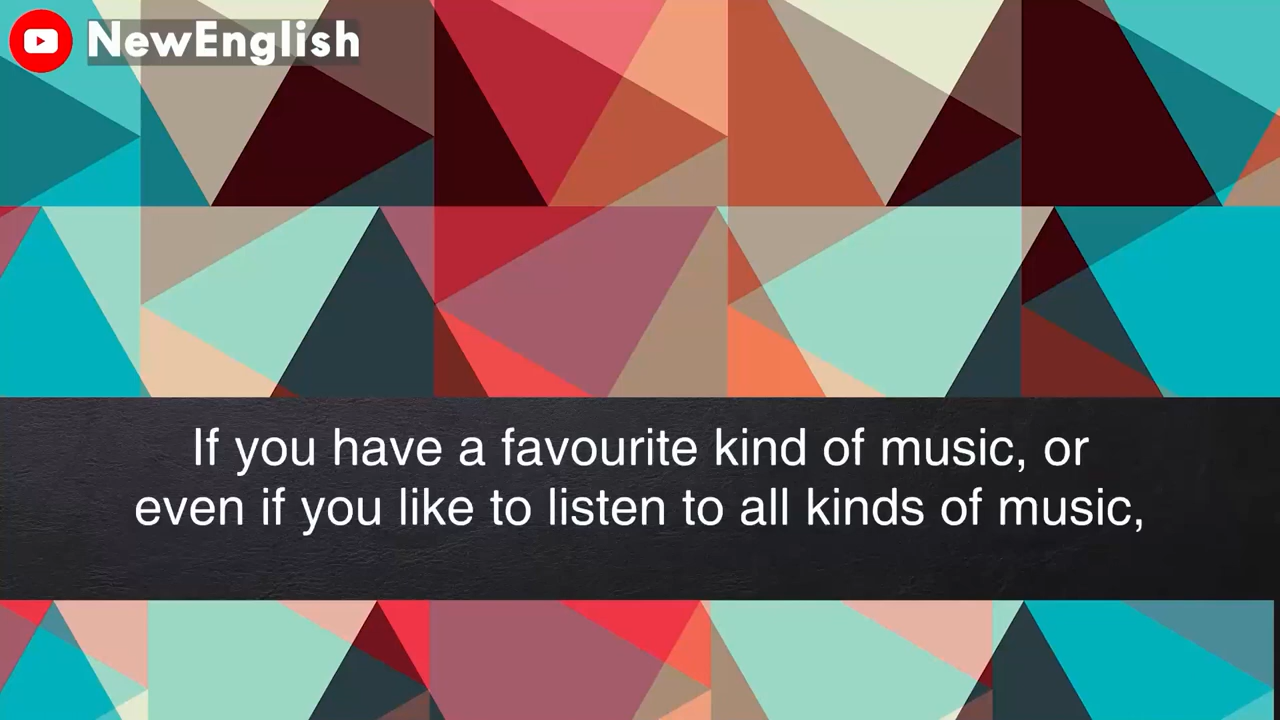 NewEnglish
If you have a favourite kind of music, or
even if you like to listen to all kinds of music,